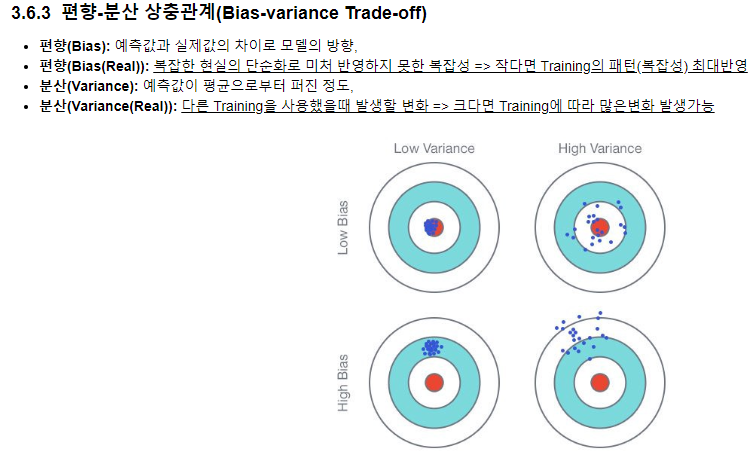 3.6.3 편향-분산 상충관계(Bias-variance Trade-off)
• 편향(Bias): 예측값과 실제값의 차이로 모델의 방향,
• 편향(Bias(Real)): 복잡한 현실의 단순화로 미처 반영하지 못한 복잡성 => 작다면 Training의 패턴(복잡성) 최대반영
• 분산(Variance): 예측값이 평균으로부터 퍼진 정도,
• 분산(Variance(Real)): 다른 Training을 사용했을때 발생할 변화 => 크다면 Training에 따라 많은변화 발생가능
Low Variance
High Variance
Low Bias
High Bias